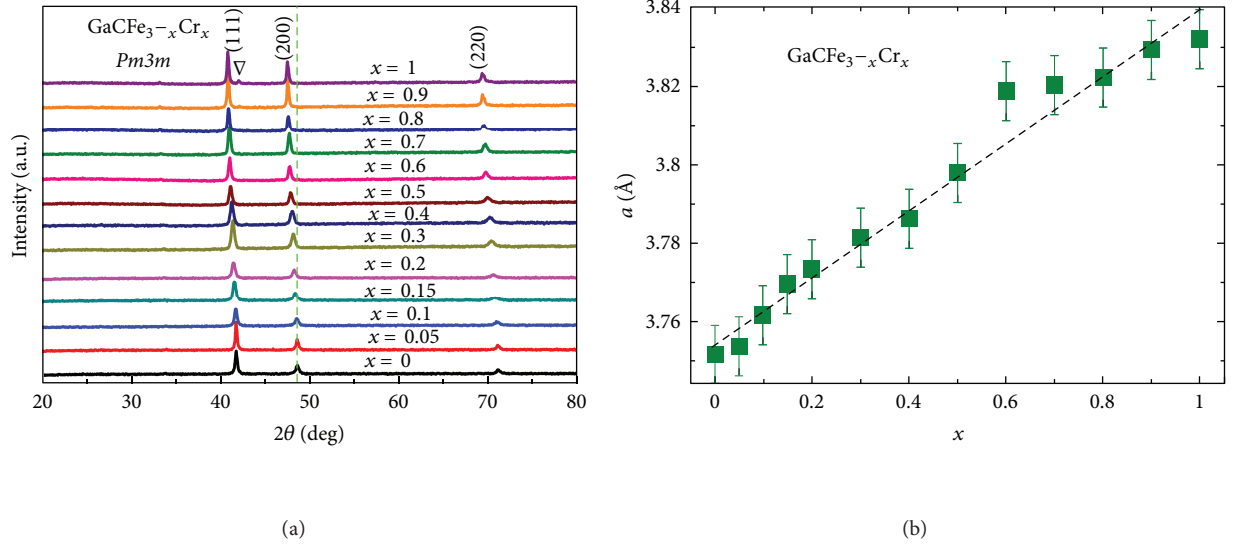 GaCFe₃₋ₓCrₓ
Pm3m
(111)
∇
(200)
(220)
x = 1
x = 0.9
x = 0.8
x = 0.7
x = 0.6
x = 0.5
x = 0.4
x = 0.3
x = 0.2
x = 0.15
x = 0.1
x = 0.05
x = 0
Intensity (a.u.)
20 30 40 50 60 70 80
2θ (deg)
(a)
3.84
3.82
3.8
3.78
3.76
a (Å)
GaCFe₃₋ₓCrₓ
0 0.2 0.4 0.6 0.8 1
x
(b)